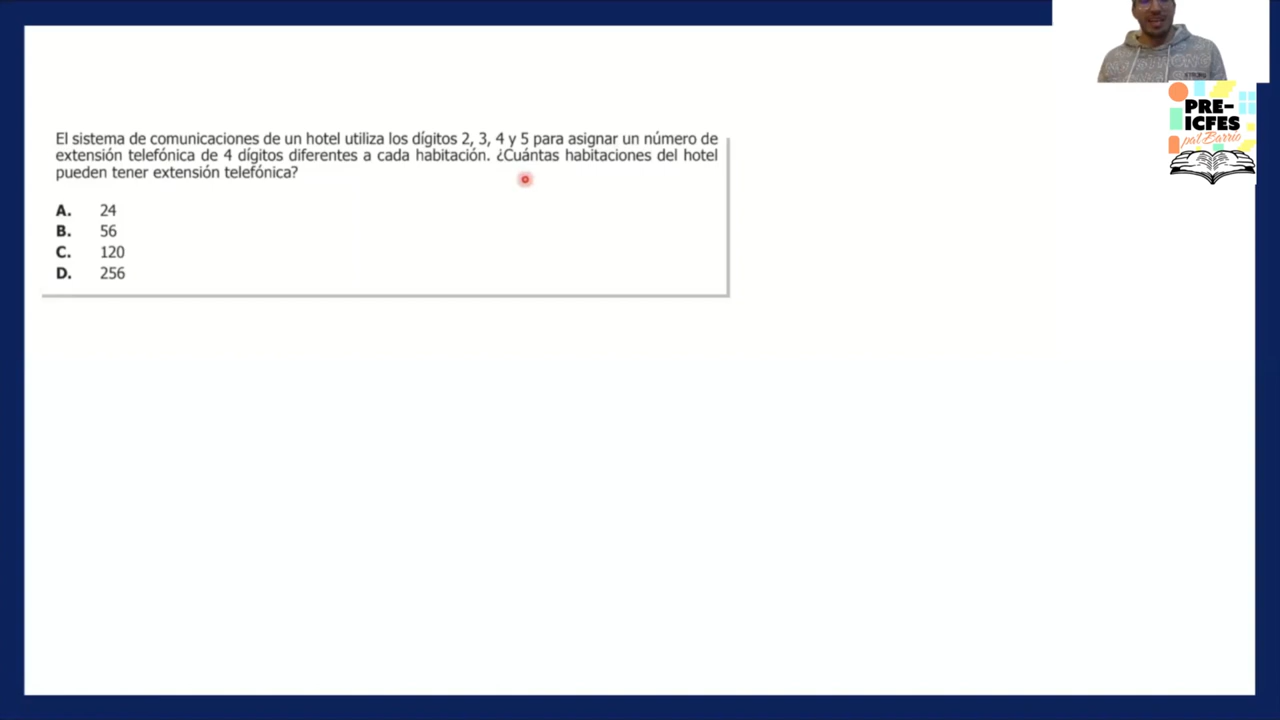 El sistema de comunicaciones de un hotel utiliza los dígitos 2, 3, 4 y 5 para asignar un número de
extensión telefónica de 4 dígitos diferentes a cada habitación. ¿Cuántas habitaciones del hotel
pueden tener extensión telefónica?
A. 24
B. 56
C. 120
D. 256
PRE-
ICFES
pal Barrio